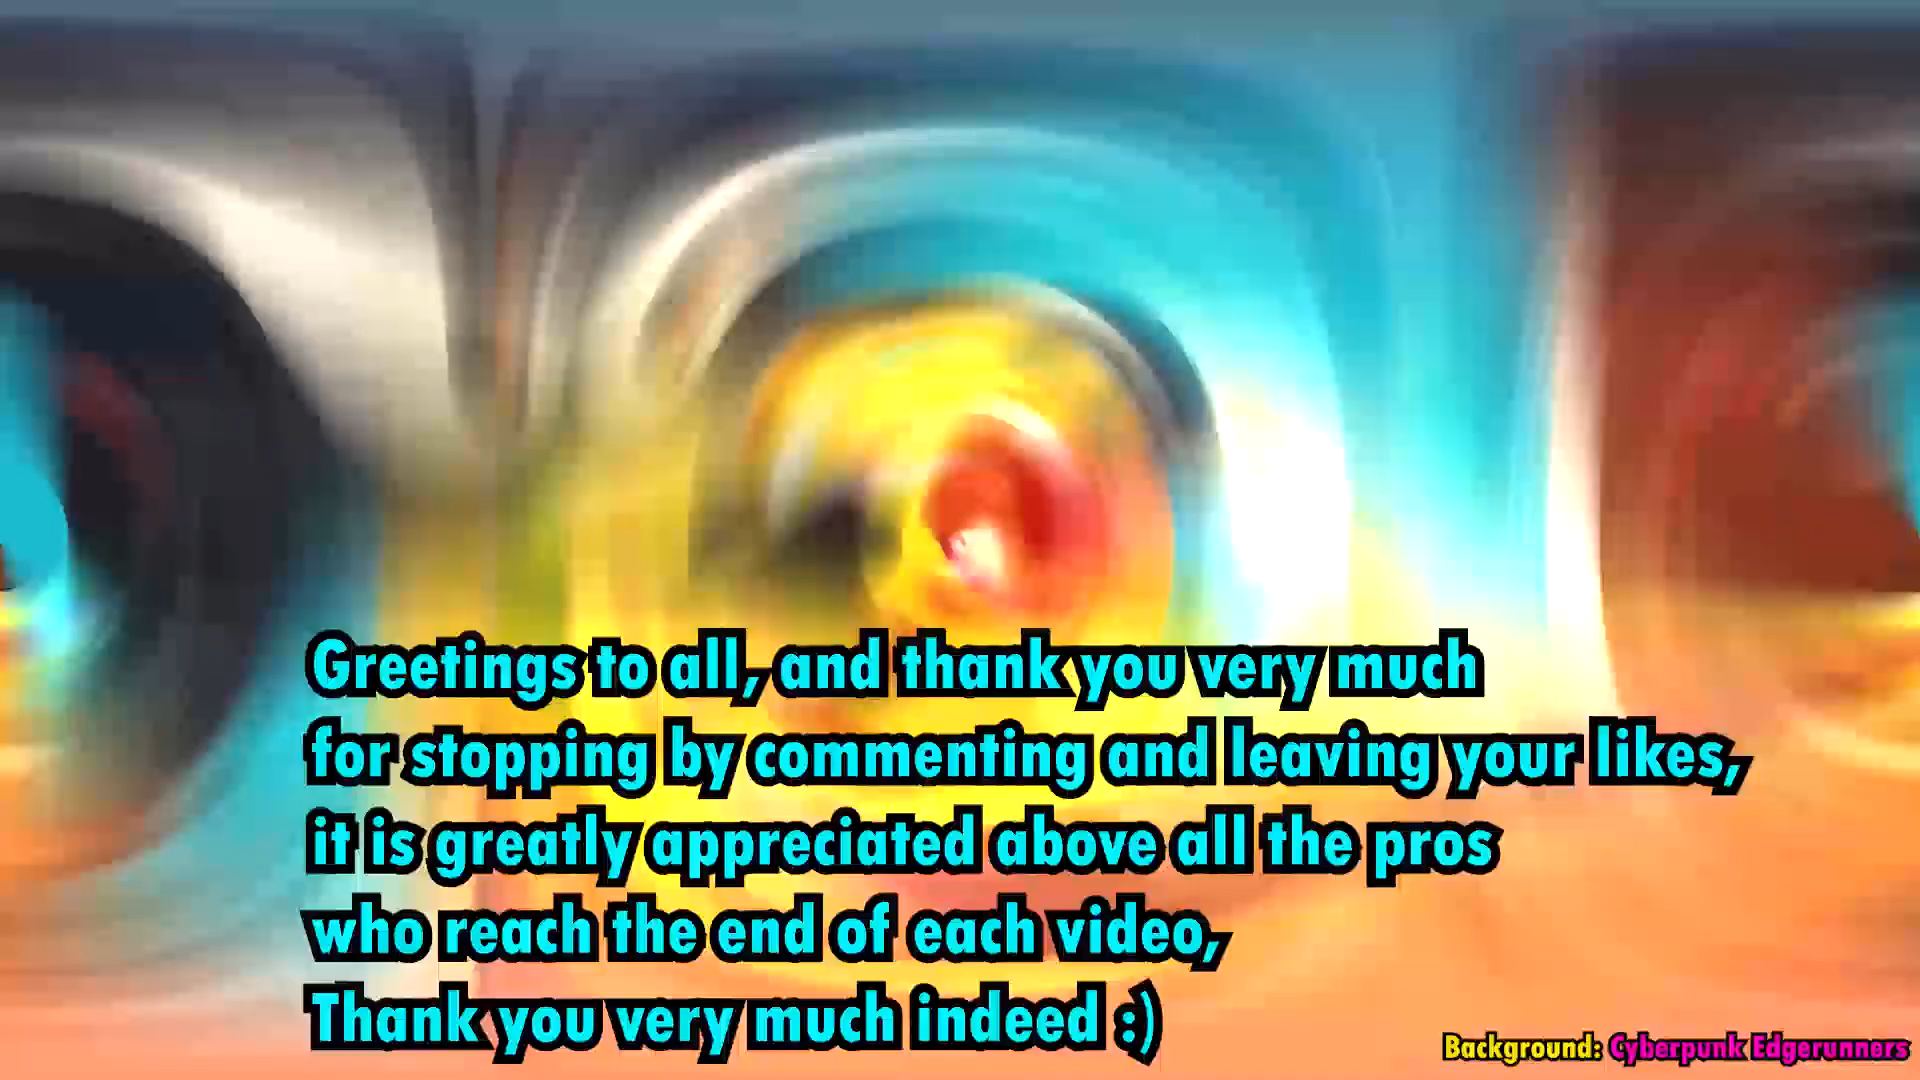 Greetings to all, and thank you very much
for stopping by commenting and leaving your likes,
it is greatly appreciated above all the pros
who reach the end of each video,
Thank you very much indeed :)
Background: Cyberpunk Edgerunners